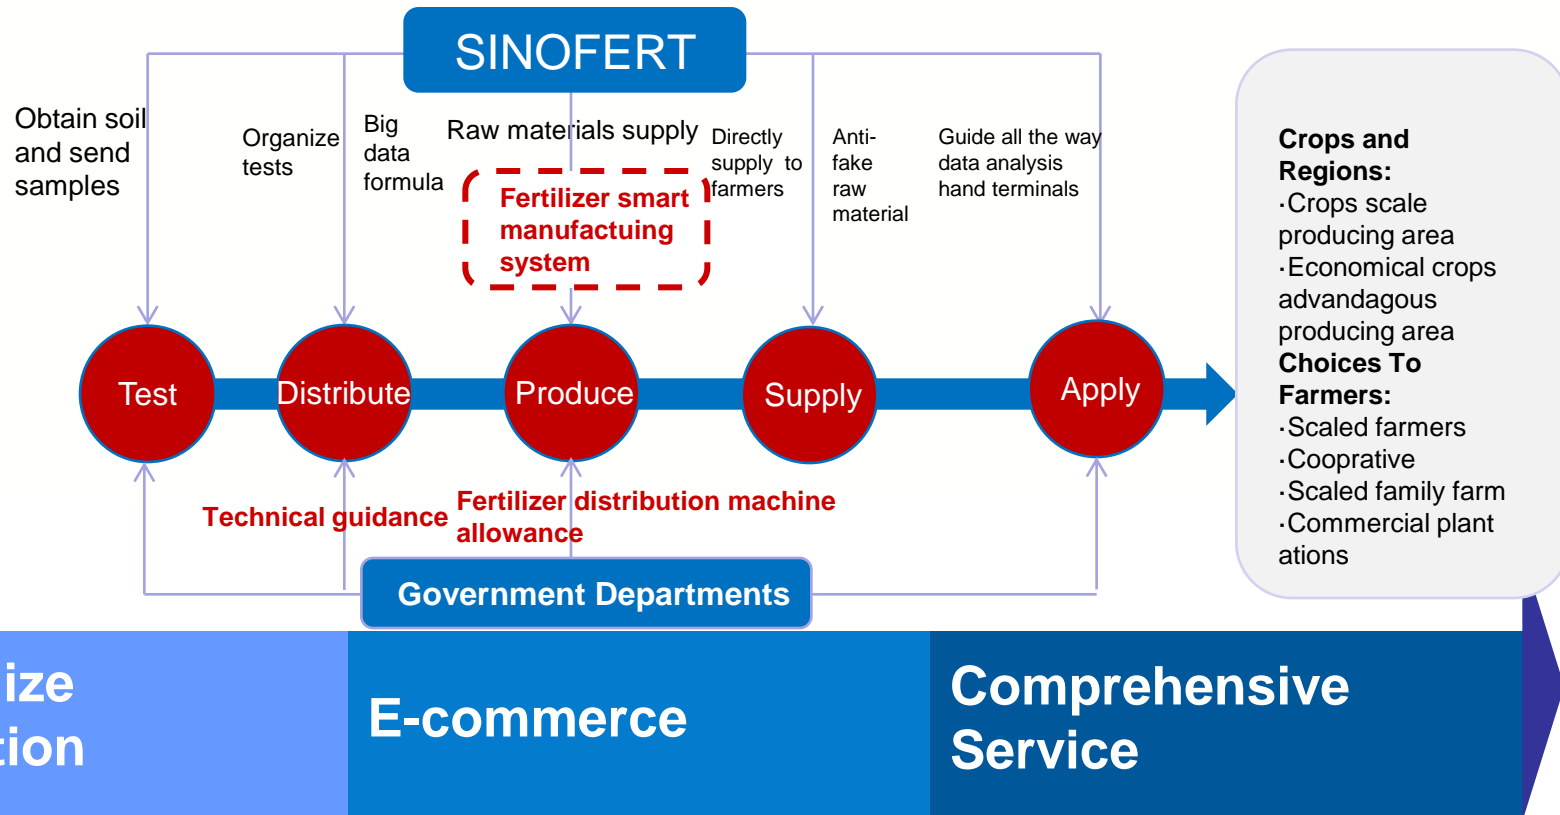 SINOFERT
Obtain soil
and send
samples
Organize
tests
Big
data
formula
Raw materials supply
Fertilizer smart
manufactuing
system
Directly
supply to
farmers
Anti-
fake
raw
material
Guide all the way
data analysis
hand terminals
Test
Distribute
Produce
Supply
Apply
Technical guidance
Fertilizer distribution machine
allowance
Government Departments
Crops and
Regions:
·Crops scale
producing area
·Economical crops
advandagous
producing area
Choices To
Farmers:
·Scaled farmers
·Cooprative
·Scaled family farm
·Commercial plant
ations
ize
tion
E-commerce
Comprehensive
Service